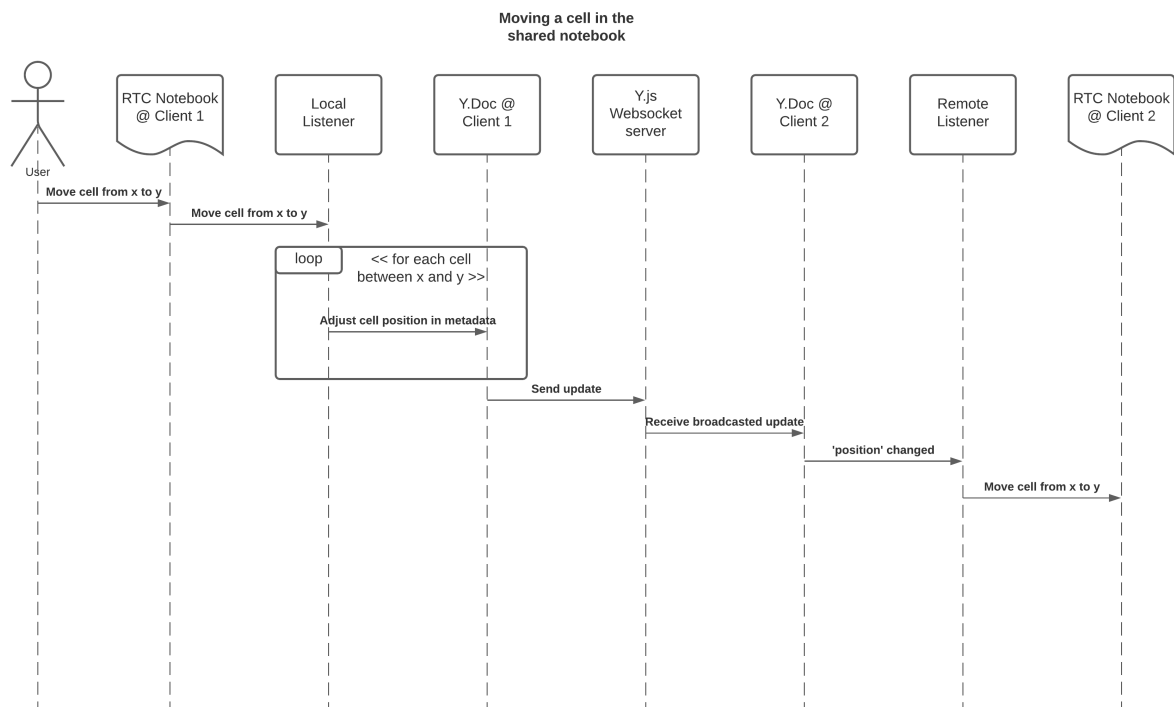 Moving a cell in the
shared notebook
RTC Notebook
@ Client 1
Local
Listener
Y.Doc @
Client 1
Y.js
Websocket
server
Y.Doc @
Client 2
Remote
Listener
RTC Notebook
@ Client 2
User
Move cell from x to y
Move cell from x to y
loop
<< for each cell
between x and y >>
Adjust cell position in metadata
Send update
Receive broadcasted update
'position' changed
Move cell from x to y